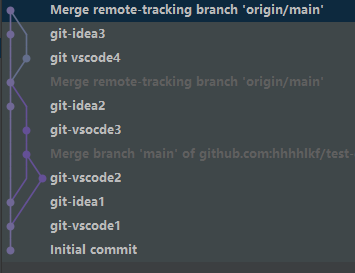 Merge remote-tracking branch 'origin/main'
git-idea3
git vscode4
Merge remote-tracking branch 'origin/main'
git-idea2
git-vsocde3
Merge branch 'main' of github.com:hhhhlkf/test-
git-vscode2
git-idea1
git-vscode1
Initial commit